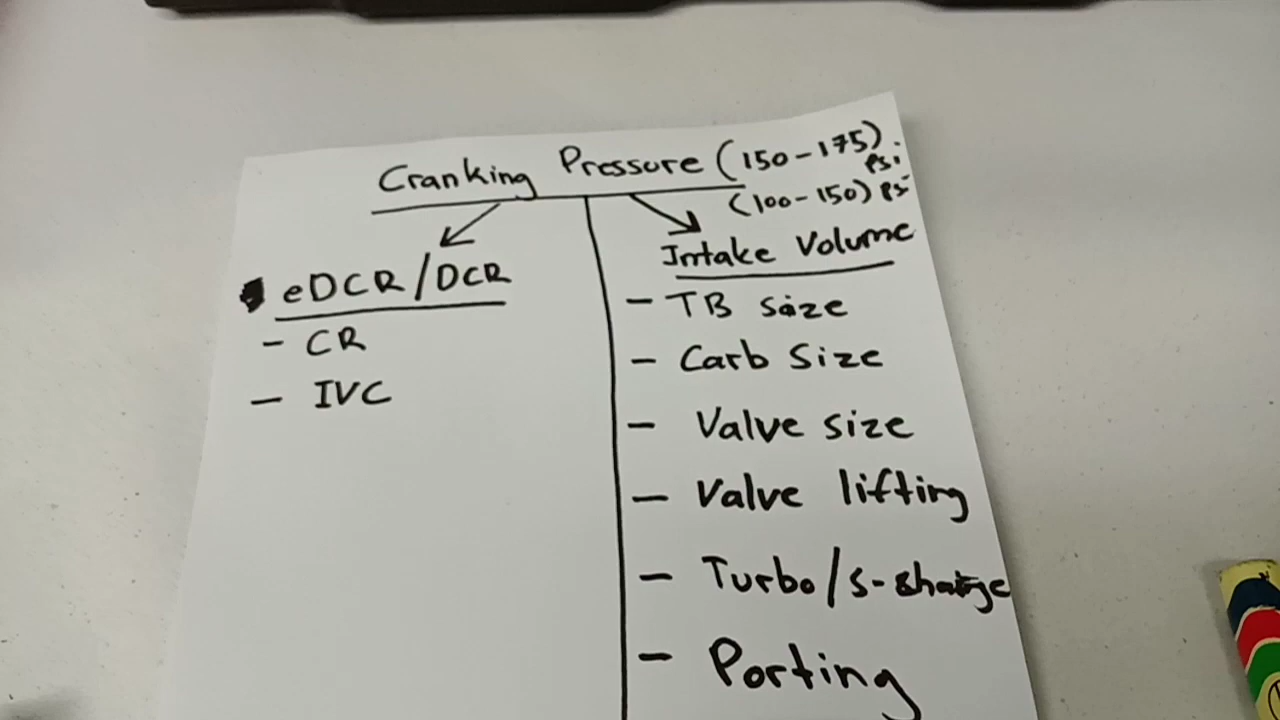 Cranking Pressure (150-175) psi
(100-150) psi
eDCR/DCR
- CR
- IVC
Intake Volume
- TB size
- Carb Size
- Valve size
- Valve lifting
- Turbo/S-charge
- Porting